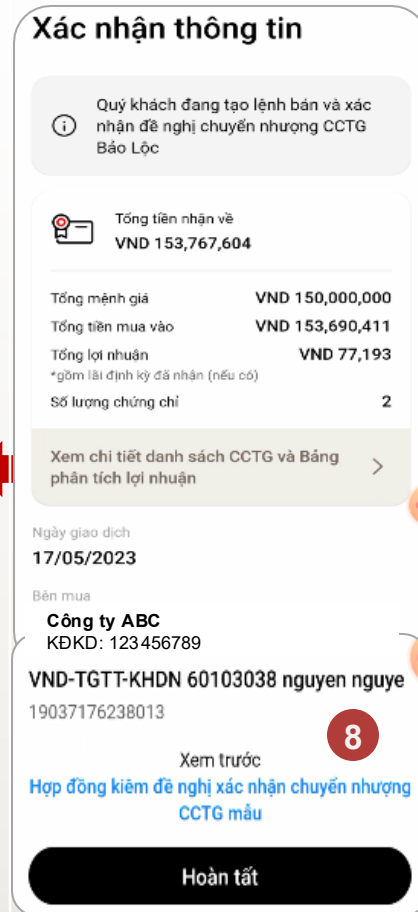 Xác nhận thông tin
Quý khách đang tạo lệnh bán và xác
nhận đề nghị chuyển nhượng CCTG
Bảo Lộc
Tổng tiền nhận về
VND 153,767,604
Tổng mệnh giá VND 150,000,000
Tổng tiền mua vào VND 153,690,411
Tổng lợi nhuận VND 77,193
*gồm lãi định kỳ đã nhận (nếu có)
Số lượng chứng chỉ 2
Xem chi tiết danh sách CCTG và Bảng
phân tích lợi nhuận
Ngày giao dịch
17/05/2023
Bên mua
Công ty ABC
KĐKD: 123456789
VND-TGTT-KHDN 60103038 nguyen nguye
19037176238013
8
Xem trước
Hợp đồng kiêm đề nghị xác nhận chuyển nhượng
CCTG mẫu
Hoàn tất